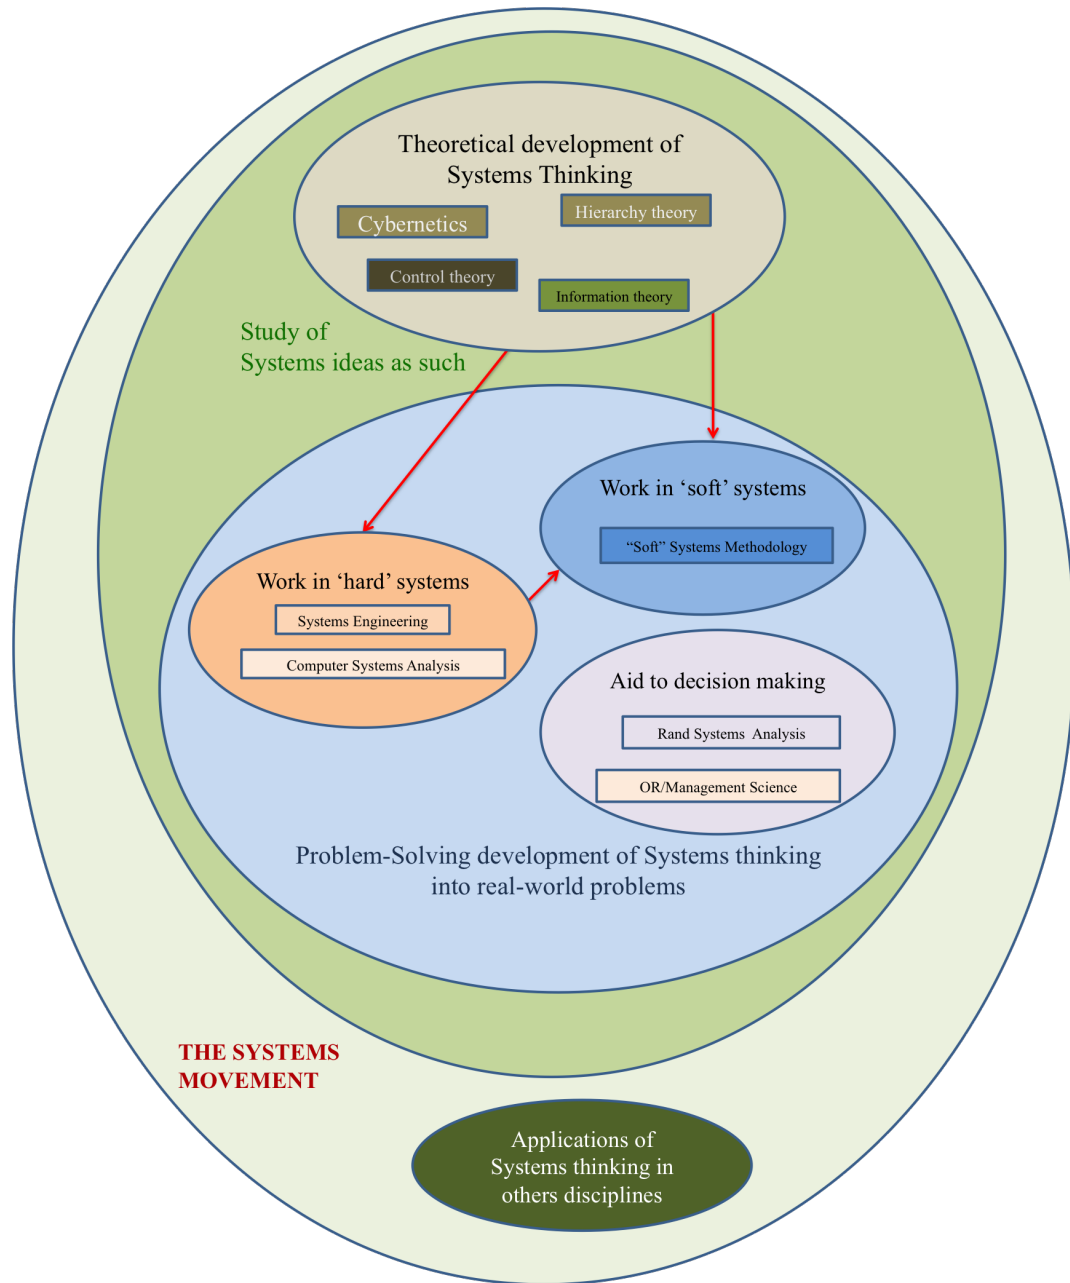 Theoretical development of
Systems Thinking
Cybernetics
Hierarchy theory
Control theory
Information theory
Study of
Systems ideas as such
Work in ‘soft’ systems
“Soft” Systems Methodology
Work in ‘hard’ systems
Systems Engineering
Computer Systems Analysis
Aid to decision making
Rand Systems Analysis
OR/Management Science
Problem-Solving development of Systems thinking
into real-world problems
THE SYSTEMS
MOVEMENT
Applications of
Systems thinking in
others disciplines